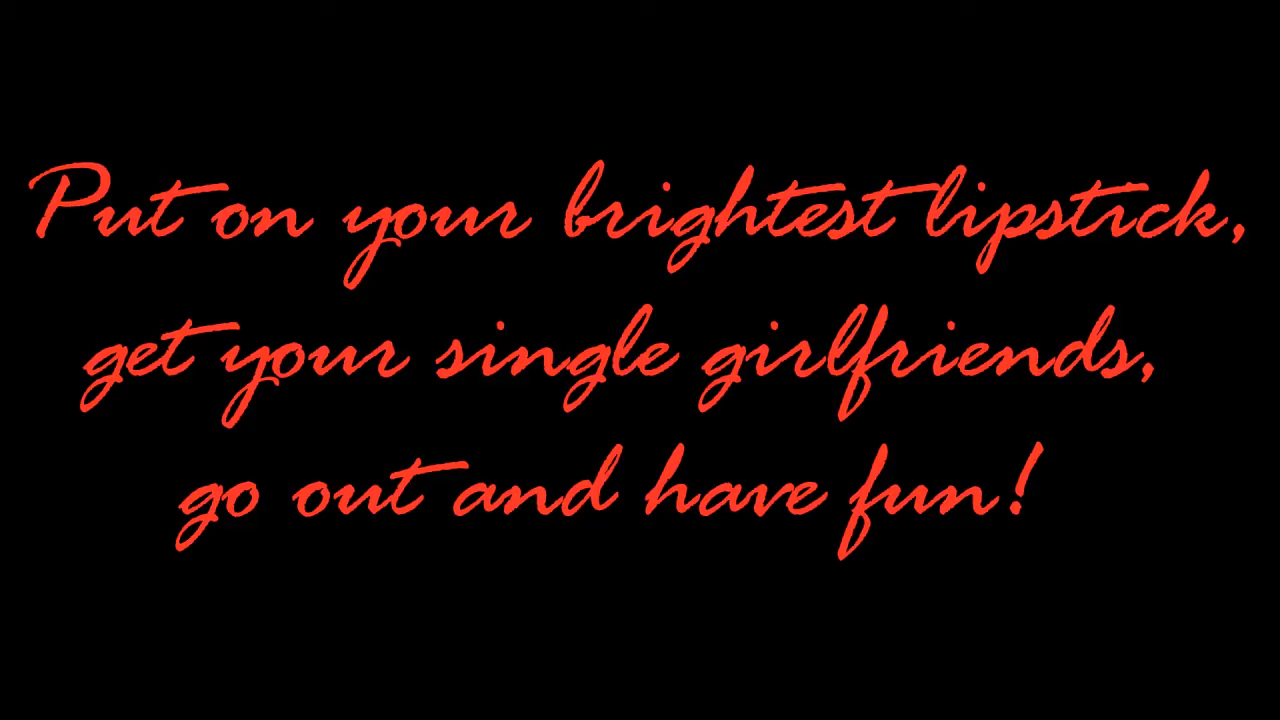 Put on your brightest lipstick,
get your single girlfriends,
go out and have fun!